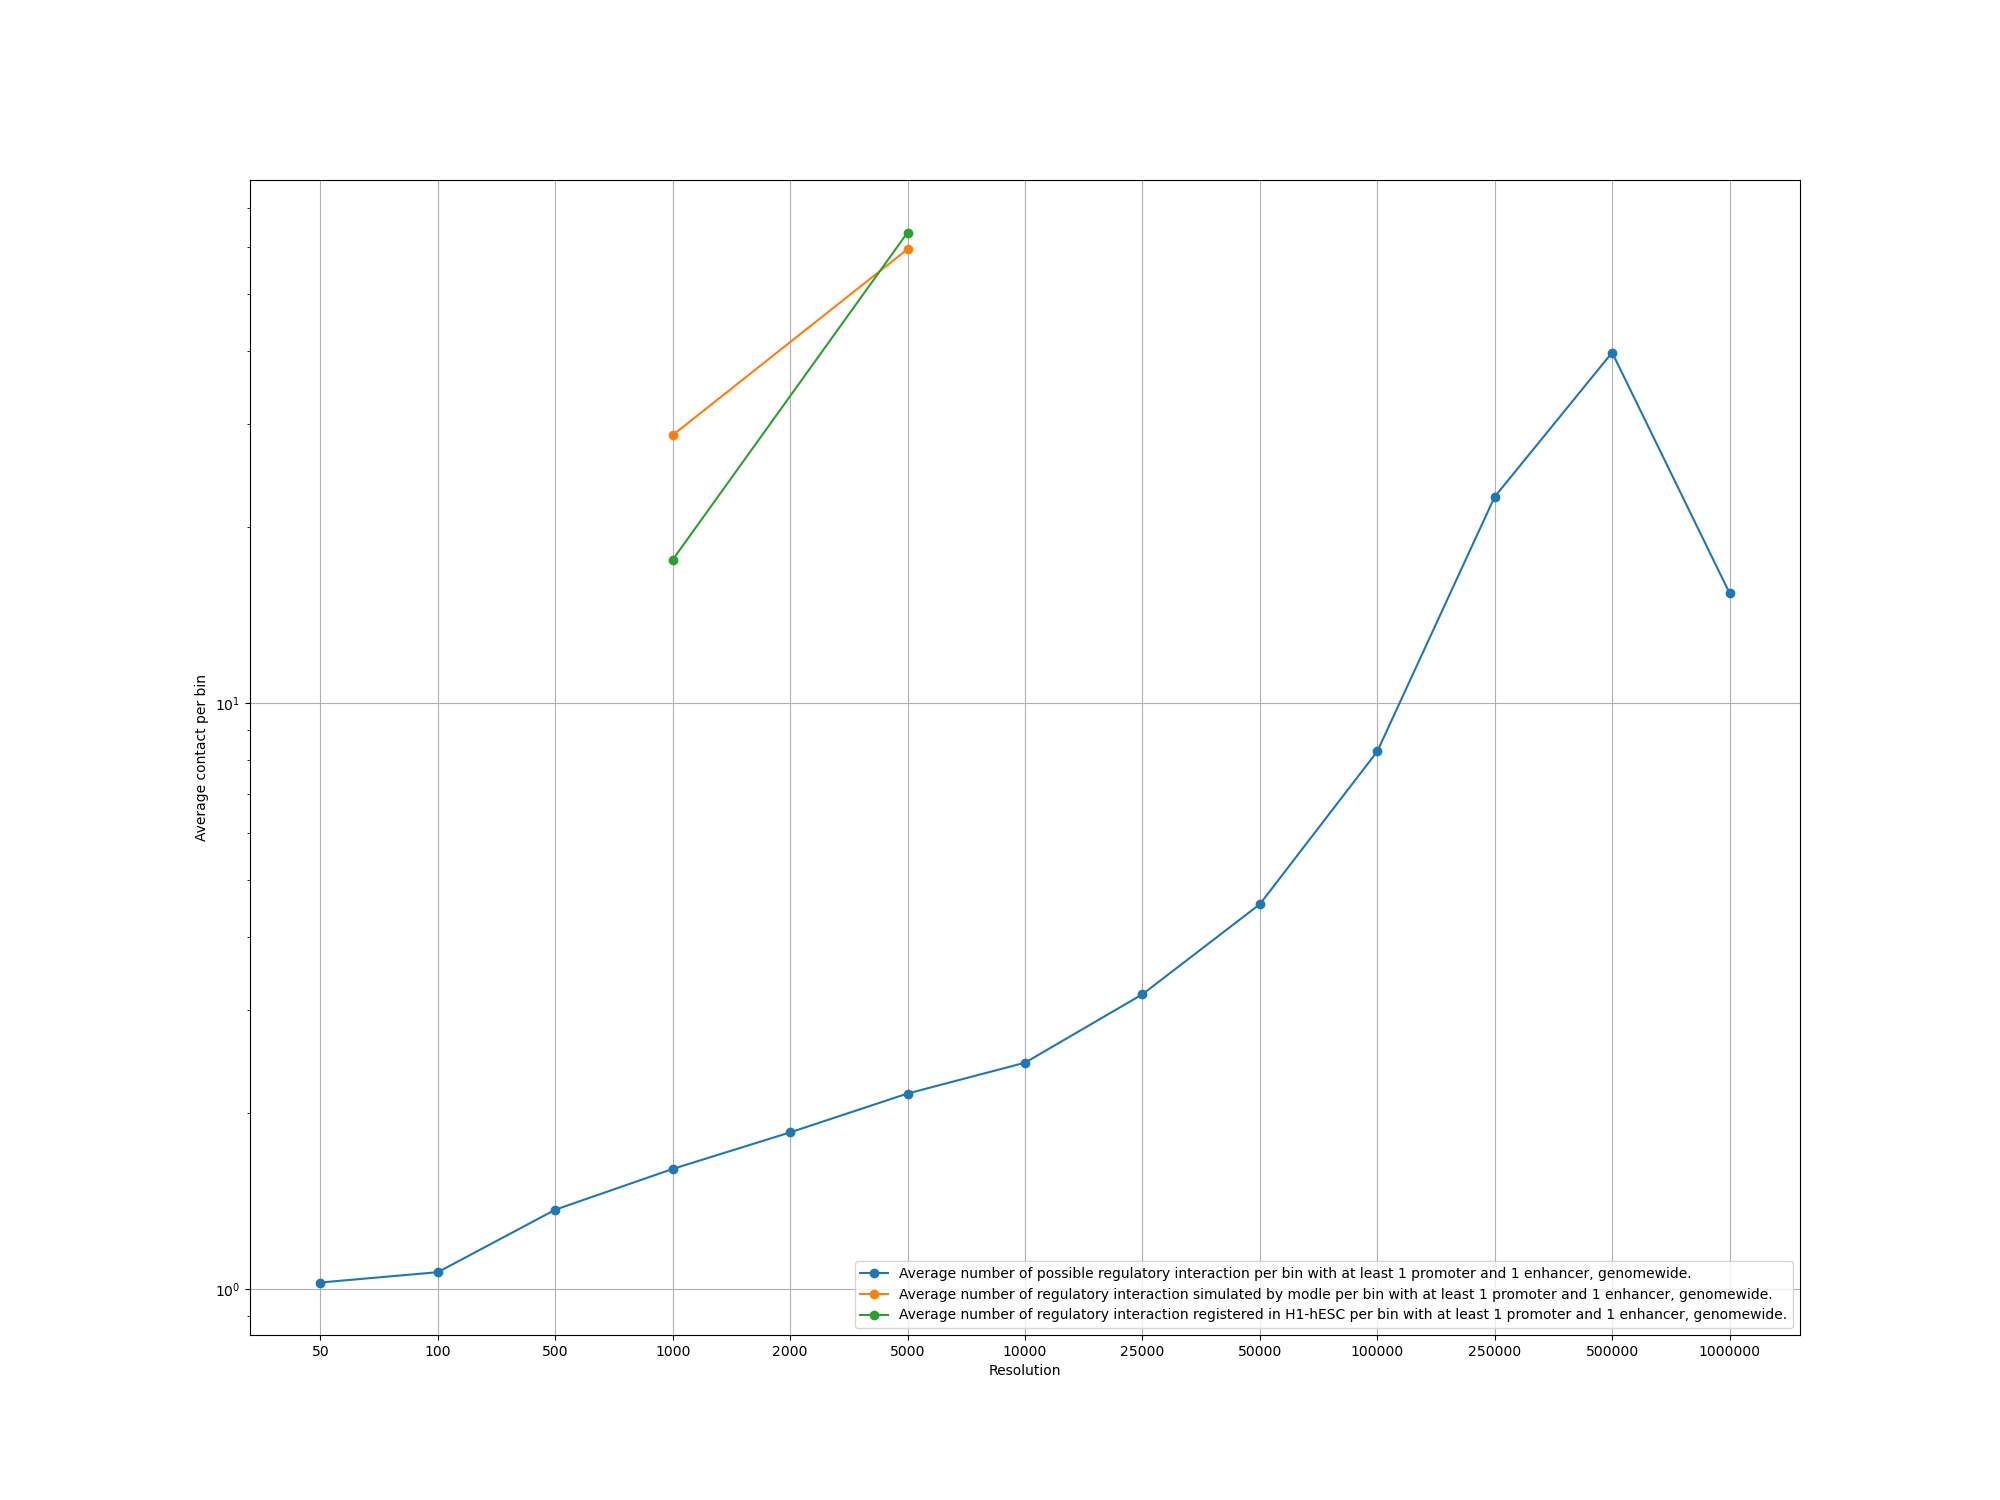 Average contact per bin
10¹
10⁰
Average number of possible regulatory interaction per bin with at least 1 promoter and 1 enhancer, genomewide.
Average number of regulatory interaction simulated by modle per bin with at least 1 promoter and 1 enhancer, genomewide.
Average number of regulatory interaction registered in H1-hESC per bin with at least 1 promoter and 1 enhancer, genomewide.
50 100 500 1000 2000 5000 10000 25000 50000 100000 250000 500000 1000000
Resolution